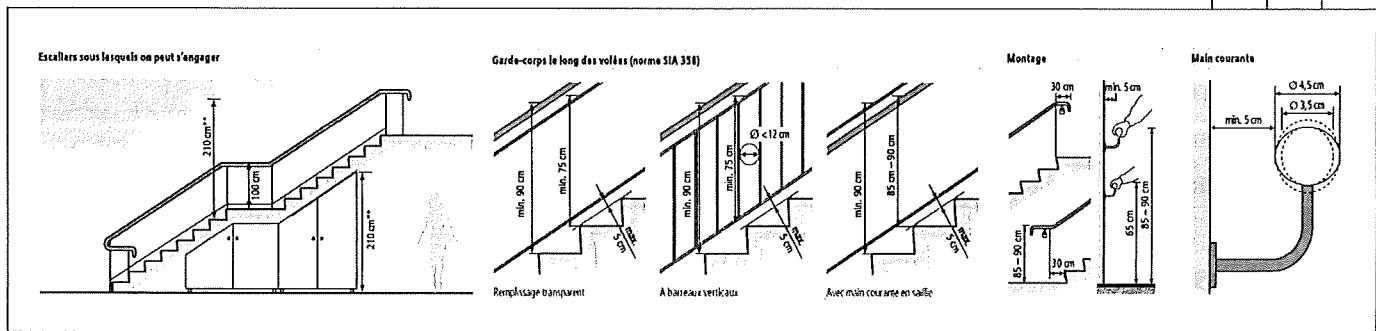 Escaliers sous lesquels on peut s'engager
210 cm**
100 cm
210 cm**
Garde-corps le long des volées (norme SIA 358)
min. 90 cm
min. 75 cm
max. 5 cm
Remplissage transparent
min. 90 cm
min. 75 cm
Ø <12 cm
max. 5 cm
A barreaux verticaux
min. 90 cm
85 cm – 90 cm
max. 5 cm
Avec main courante en saillie
Montage
30 cm
85 – 90 cm
30 cm
min. 5cm
65 cm
85 – 90 cm
Main courante
Ø 4,5cm
Ø 3,5cm
min. 5 cm